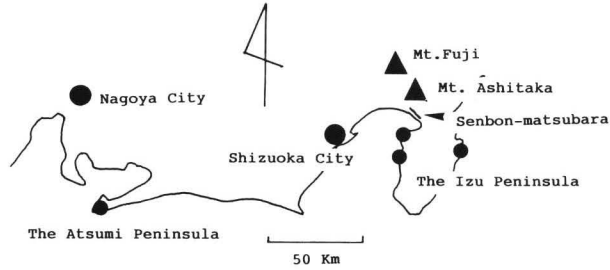 Mt.Fuji
Mt. Ashitaka
Nagoya City
Senbon-matsubara
Shizuoka City
The Izu Peninsula
The Atsumi Peninsula
50 Km